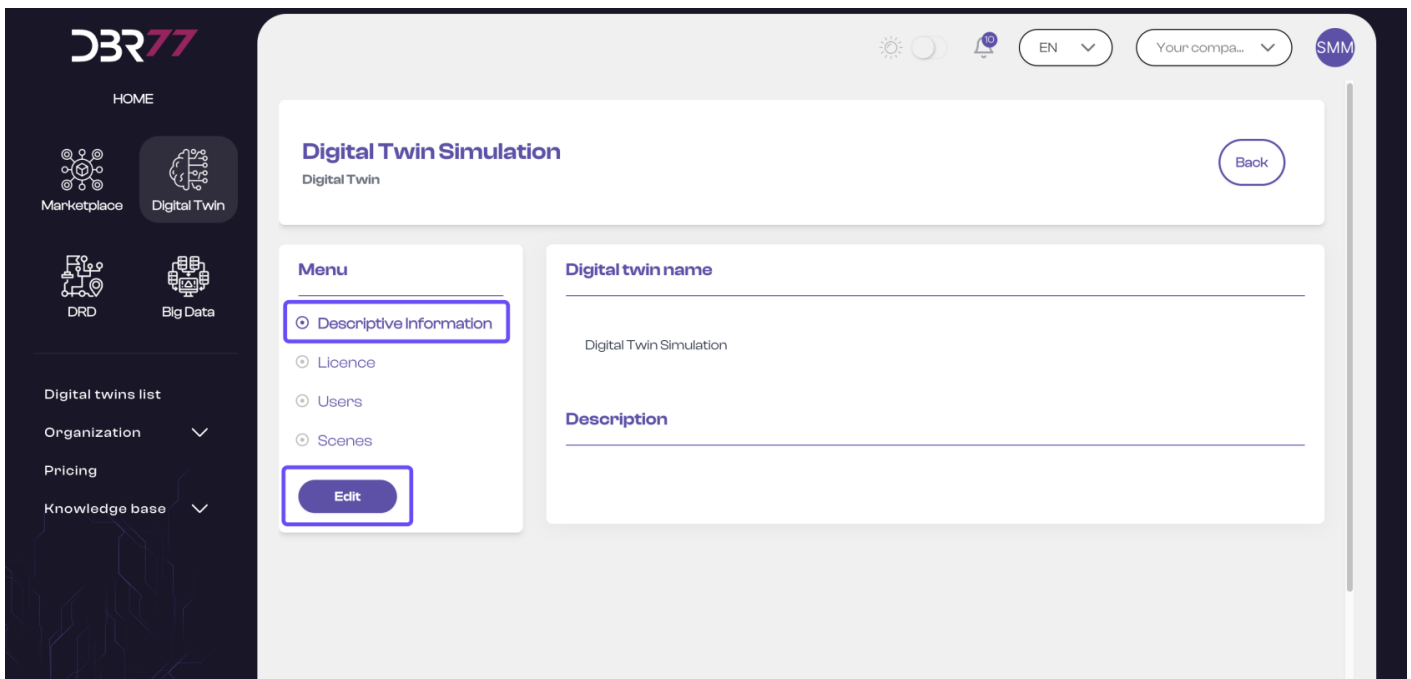 DBR77
10
EN
Your compa...
SMM
HOME
Marketplace
Digital Twin
DRD
Big Data
Digital twins list
Organization
Pricing
Knowledge base
Digital Twin Simulation
Digital Twin
Back
Menu
Descriptive Information
Licence
Users
Scenes
Edit
Digital twin name
Digital Twin Simulation
Description